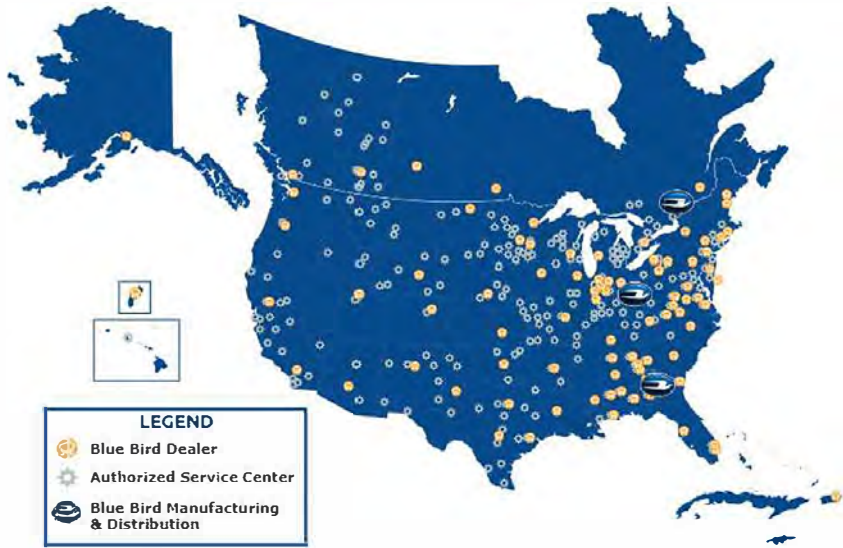 LEGEND
Blue Bird Dealer
Authorized Service Center
Blue Bird Manufacturing
& Distribution